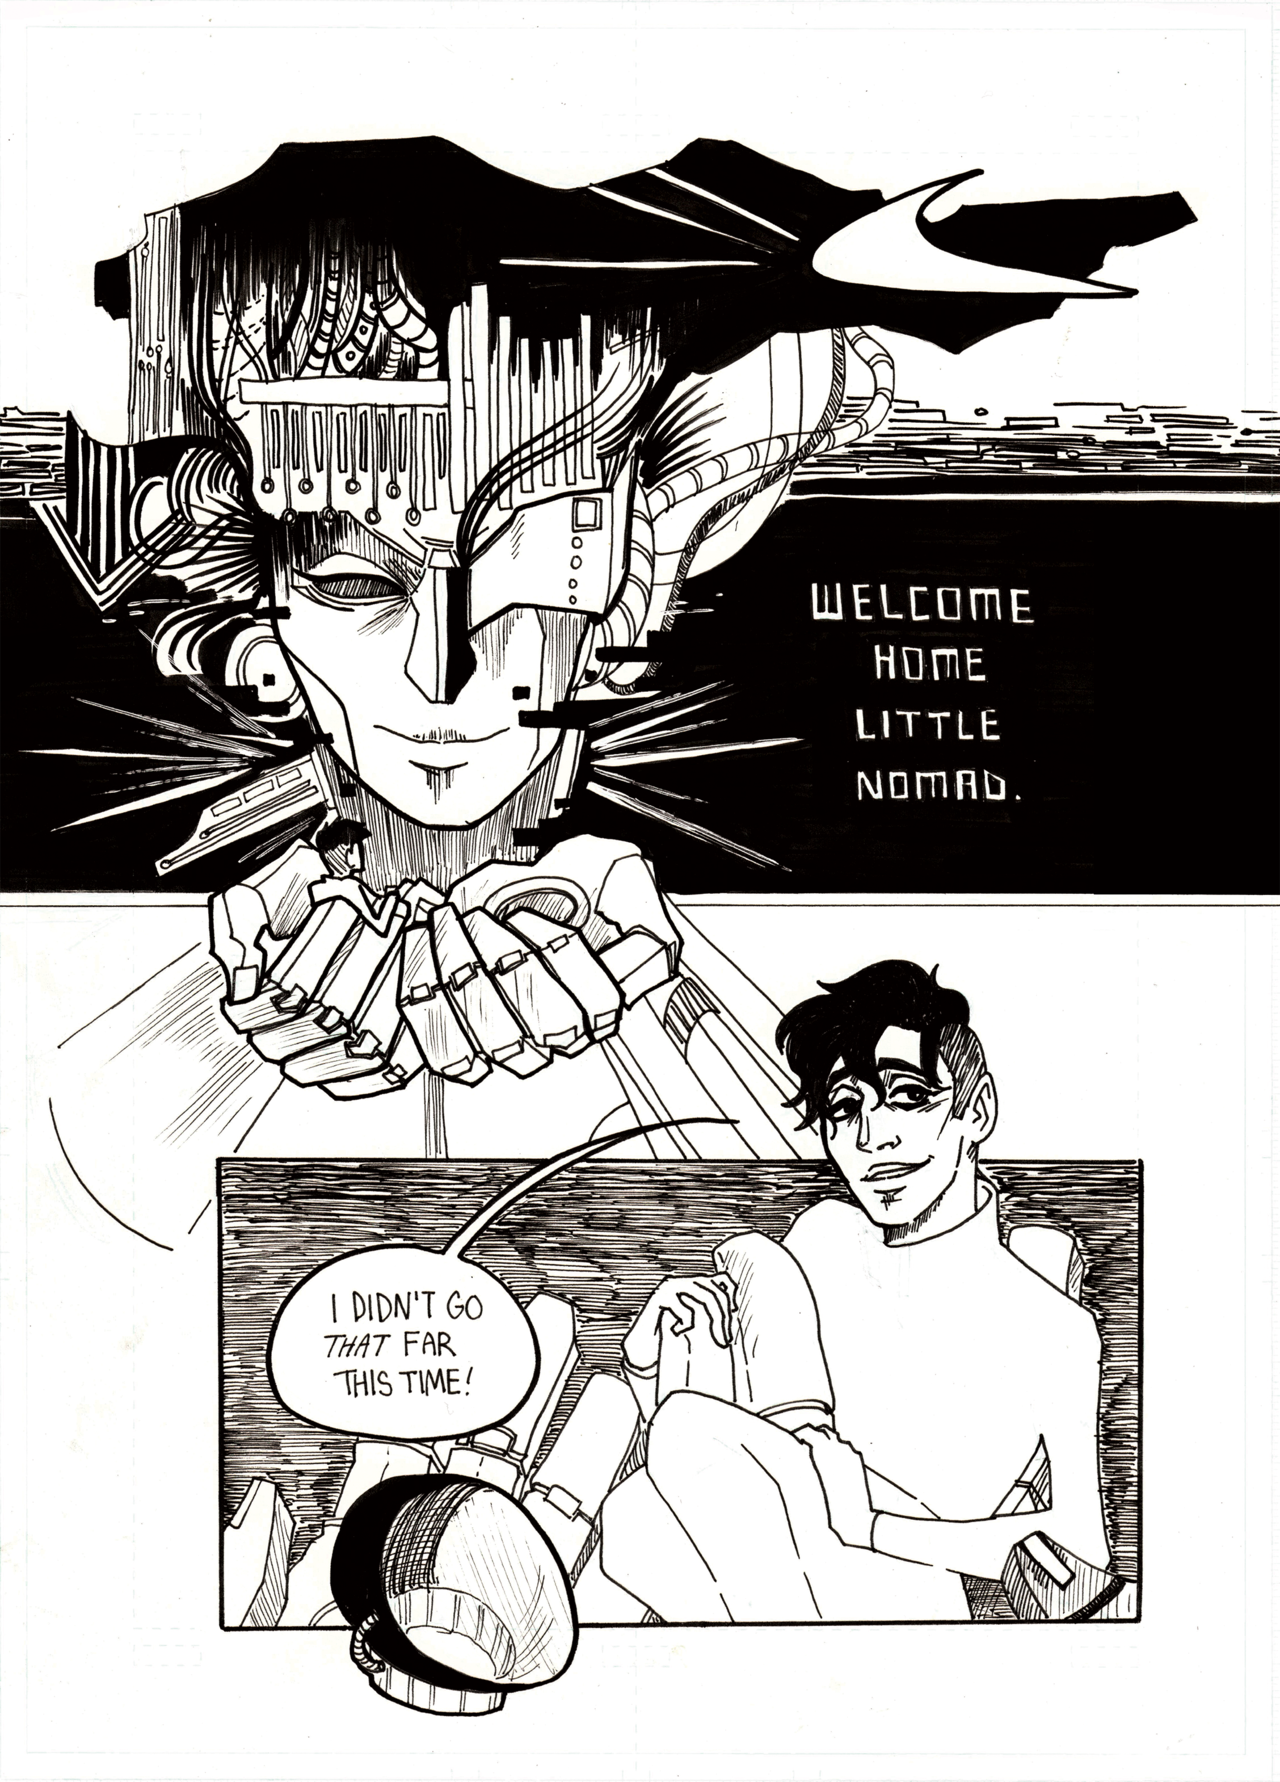 WELCOME
HOME
LITTLE
NOMAD.
I DIDN'T GO
THAT FAR
THIS TIME!